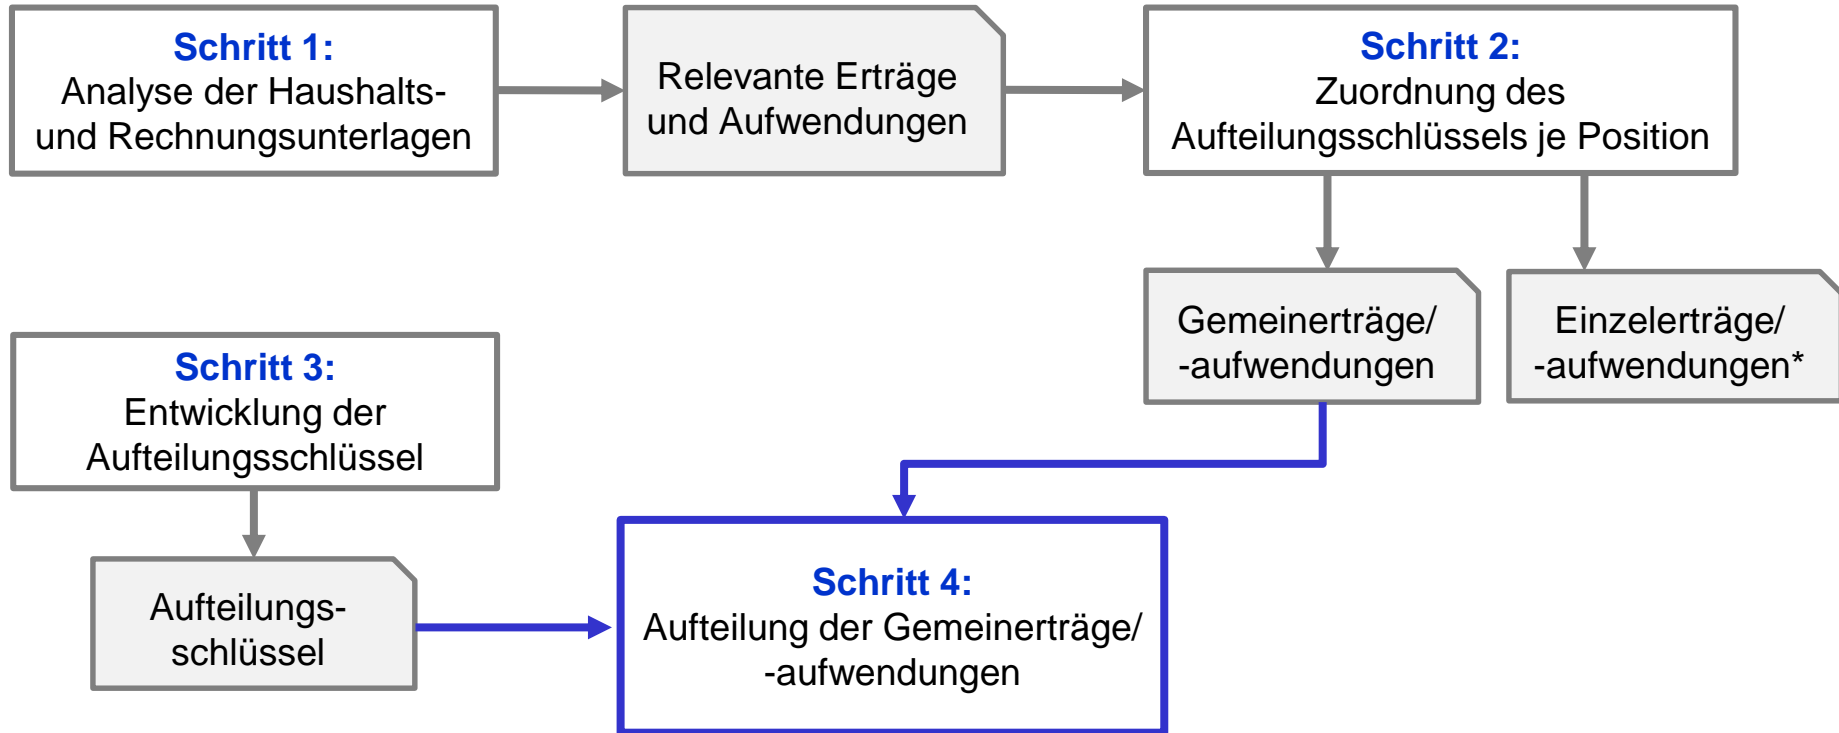 Schritt 1:
Analyse der Haushalts-
und Rechnungsunterlagen
Relevante Erträge
und Aufwendungen
Schritt 2:
Zuordnung des
Aufteilungsschlüssels je Position
Gemeinerträge/
-aufwendungen
Einzelerträge/
-aufwendungen*
Schritt 3:
Entwicklung der
Aufteilungsschlüssel
Aufteilungs-
schlüssel
Schritt 4:
Aufteilung der Gemeinerträge/
-aufwendungen